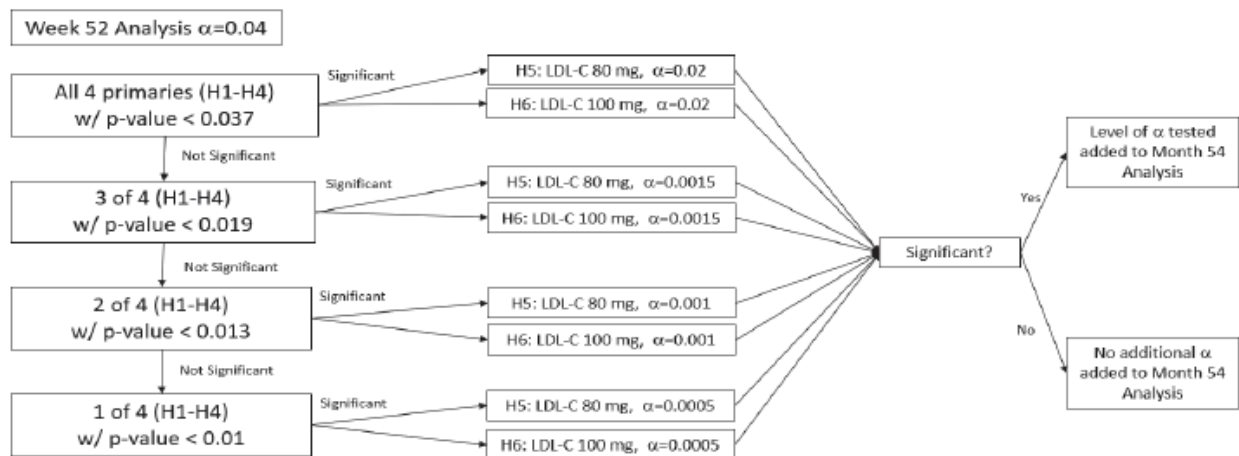 Week 52 Analysis α=0.04
All 4 primaries (H1-H4)
w/ p-value < 0.037
Significant
H5: LDL-C 80 mg, α=0.02
H6: LDL-C 100 mg, α=0.02
Not Significant
3 of 4 (H1-H4)
w/ p-value < 0.019
Significant
H5: LDL-C 80 mg, α=0.0015
H6: LDL-C 100 mg, α=0.0015
Not Significant
2 of 4 (H1-H4)
w/ p-value < 0.013
Significant
H5: LDL-C 80 mg, α=0.001
H6: LDL-C 100 mg, α=0.001
Not Significant
1 of 4 (H1-H4)
w/ p-value < 0.01
Significant
H5: LDL-C 80 mg, α=0.0005
H6: LDL-C 100 mg, α=0.0005
Significant?
Yes
Level of α tested
added to Month 54
Analysis
No
No additional α
added to Month 54
Analysis